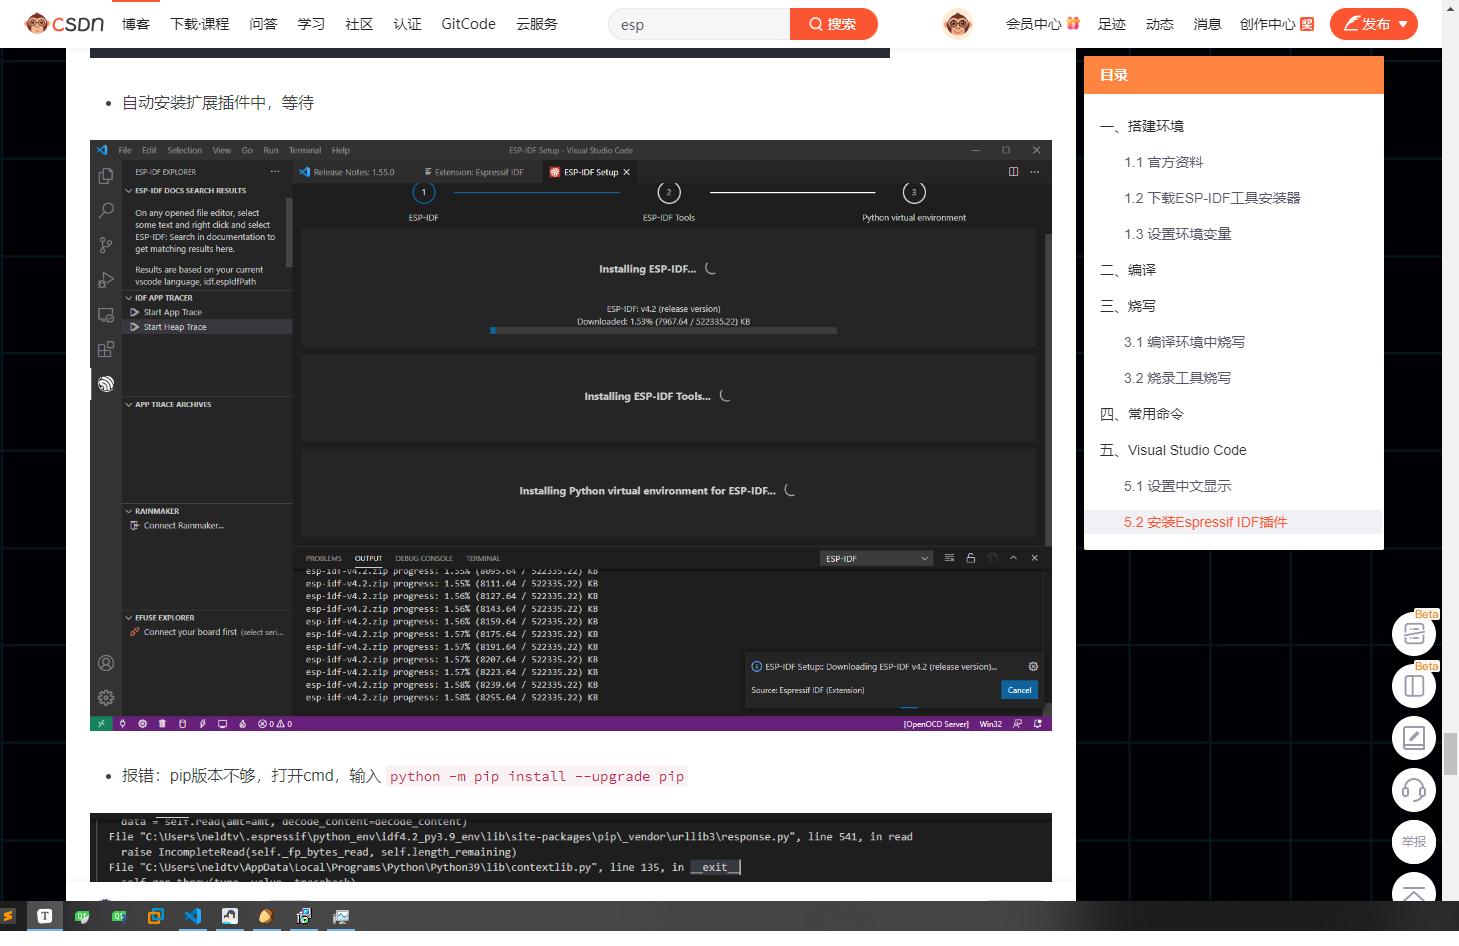 CSDN 博客 下载·课程 问答 学习 社区 认证 GitCode 云服务 esp 搜索 会员中心 足迹 动态 消息 创作中心 奖 发布
自动安装扩展插件中，等待
File Edit Selection View Go Run Terminal Help ESP-IDF Setup - Visual Studio Code
ESP-IDF EXPLORER
Release Notes: 1.55.0 Extension: Espressif IDF ESP-IDF Setup
ESP-IDF DOCS SEARCH RESULTS
On any opened file editor, select
some text and right click and select
ESP-IDF: Search in documentation to
get matching results here.
Results are based on your current
vscode language, idf.espIdfPath
IDF APP TRACER
Start App Trace
Start Heap Trace
APP TRACE ARCHIVES
RAINMAKER
Connect Rainmaker...
EFUSE EXPLORER
Connect your board first (select seri...
1 2 3
ESP-IDF ESP-IDF Tools Python virtual environment
Installing ESP-IDF...
ESP-IDF: v4.2 (release version)
Downloaded: 1.53% (7967.64 / 522335.22) KB
Installing ESP-IDF Tools...
Installing Python virtual environment for ESP-IDF...
PROBLEMS OUTPUT DEBUG CONSOLE TERMINAL ESP-IDF
esp-idf-v4.2.zip progress: 1.55% (8095.64 / 522335.22) KB
esp-idf-v4.2.zip progress: 1.55% (8111.64 / 522335.22) KB
esp-idf-v4.2.zip progress: 1.56% (8127.64 / 522335.22) KB
esp-idf-v4.2.zip progress: 1.56% (8143.64 / 522335.22) KB
esp-idf-v4.2.zip progress: 1.56% (8159.64 / 522335.22) KB
esp-idf-v4.2.zip progress: 1.57% (8175.64 / 522335.22) KB
esp-idf-v4.2.zip progress: 1.57% (8191.64 / 522335.22) KB
esp-idf-v4.2.zip progress: 1.57% (8207.64 / 522335.22) KB
esp-idf-v4.2.zip progress: 1.57% (8223.64 / 522335.22) KB
esp-idf-v4.2.zip progress: 1.58% (8239.64 / 522335.22) KB
esp-idf-v4.2.zip progress: 1.58% (8255.64 / 522335.22) KB
ESP-IDF Setup:: Downloading ESP-IDF v4.2 (release version)...
Source: Espressif IDF (Extension) Cancel
0 0 [OpenOCD Server] Win32
报错：pip版本不够，打开cmd，输入 python -m pip install --upgrade pip
data = self.read(amt=amt, decode_content=decode_content)
File "C:\Users\neldtv\.espressif\python_env\idf4.2_py3.9_env\lib\site-packages\pip\_vendor\urllib3\response.py", line 541, in read
raise IncompleteRead(self._fp_bytes_read, self.length_remaining)
File "C:\Users\neldtv\AppData\Local\Programs\Python\Python39\lib\contextlib.py", line 135, in __exit__
self.gen.throw(type, value, traceback)
目录
一、搭建环境
1.1 官方资料
1.2 下载ESP-IDF工具安装器
1.3 设置环境变量
二、编译
三、烧写
3.1 编译环境中烧写
3.2 烧录工具烧写
四、常用命令
五、Visual Studio Code
5.1 设置中文显示
5.2 安装Espressif IDF插件
Beta
Beta
举报